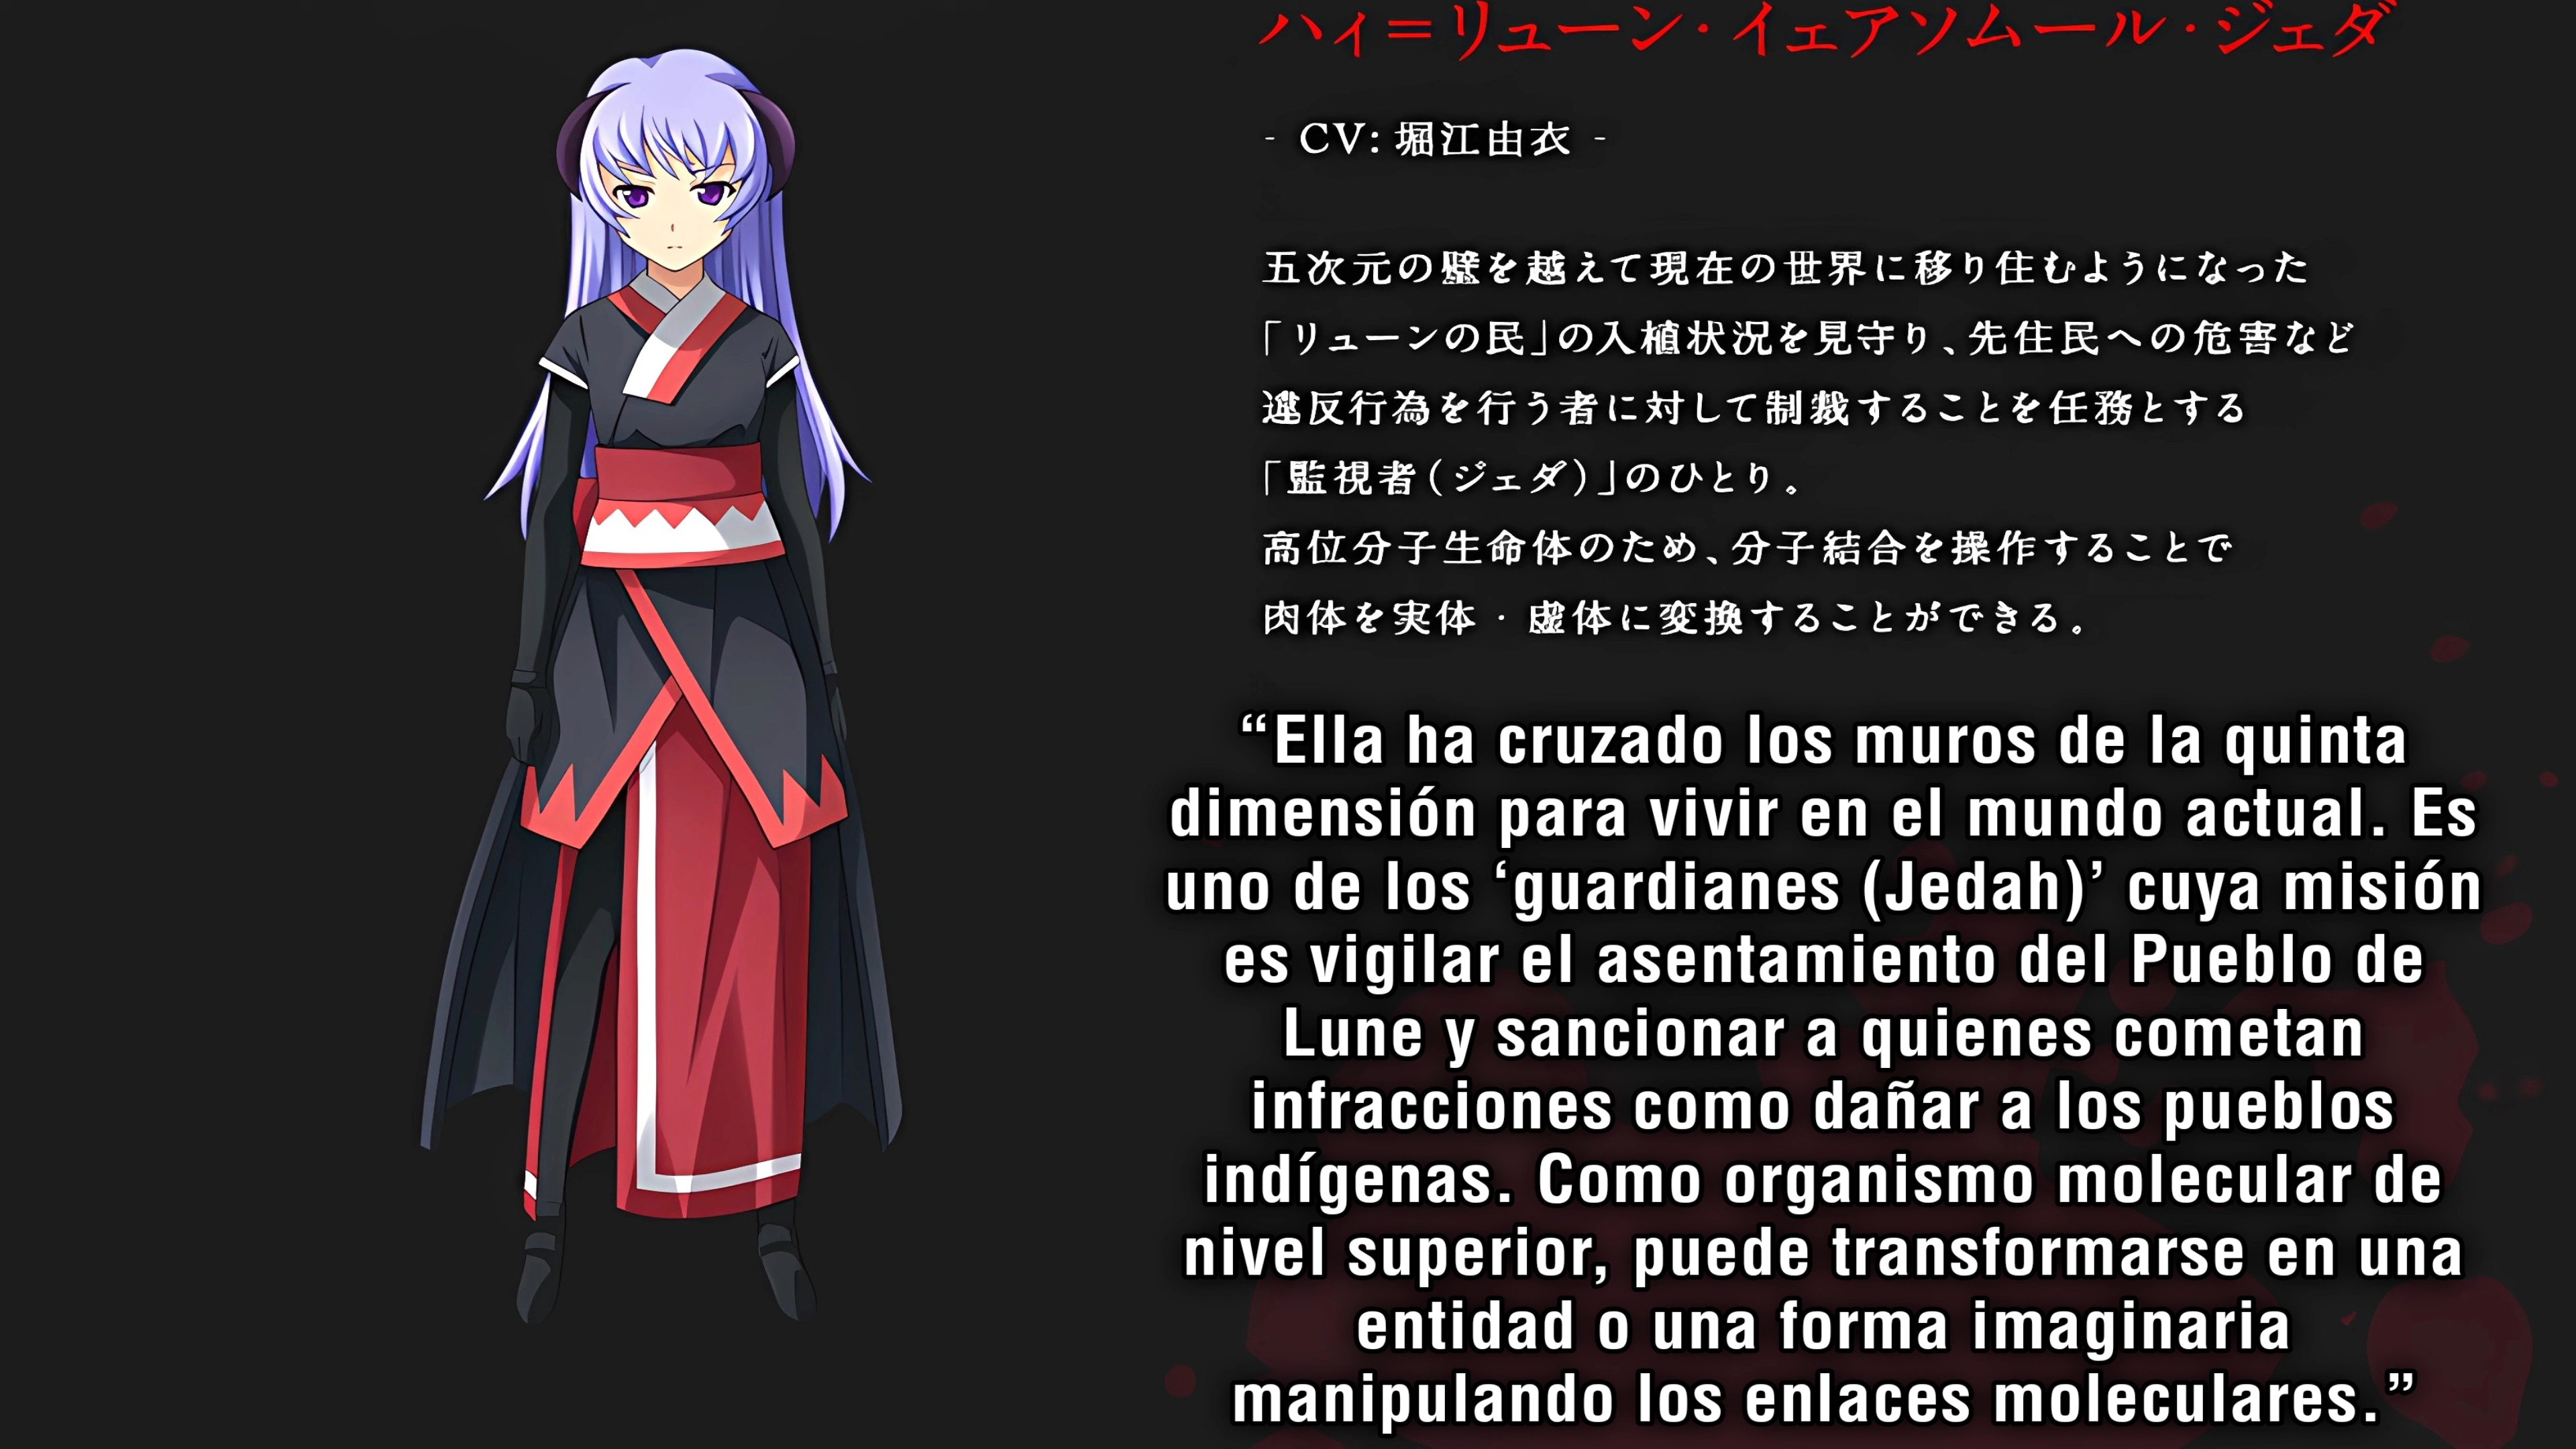 ハィ＝リューン・イェアソムール・ジェダ
- CV: 堀江由衣 -
五次元の壁を越えて現在の世界に移り住むようになった
「リューンの民」の入植状況を見守り、先住民への危害など
違反行為を行う者に対して制裁することを任務とする
「監視者（ジェダ）」のひとり。
高位分子生命体のため、分子結合を操作することで
肉体を実体・虚体に変換することができる。
“Ella ha cruzado los muros de la quinta
dimensión para vivir en el mundo actual. Es
uno de los ‘guardianes (Jedah)’ cuya misión
es vigilar el asentamiento del Pueblo de
Lune y sancionar a quienes cometan
infracciones como dañar a los pueblos
indígenas. Como organismo molecular de
nivel superior, puede transformarse en una
entidad o una forma imaginaria
manipulando los enlaces moleculares.”